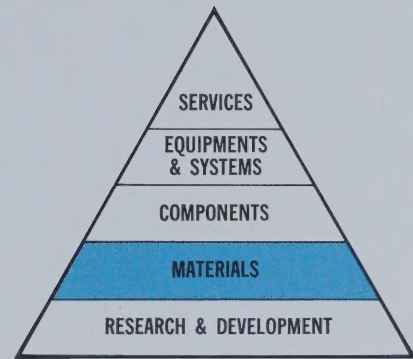 SERVICES
EQUIPMENTS
& SYSTEMS
COMPONENTS
MATERIALS
RESEARCH & DEVELOPMENT